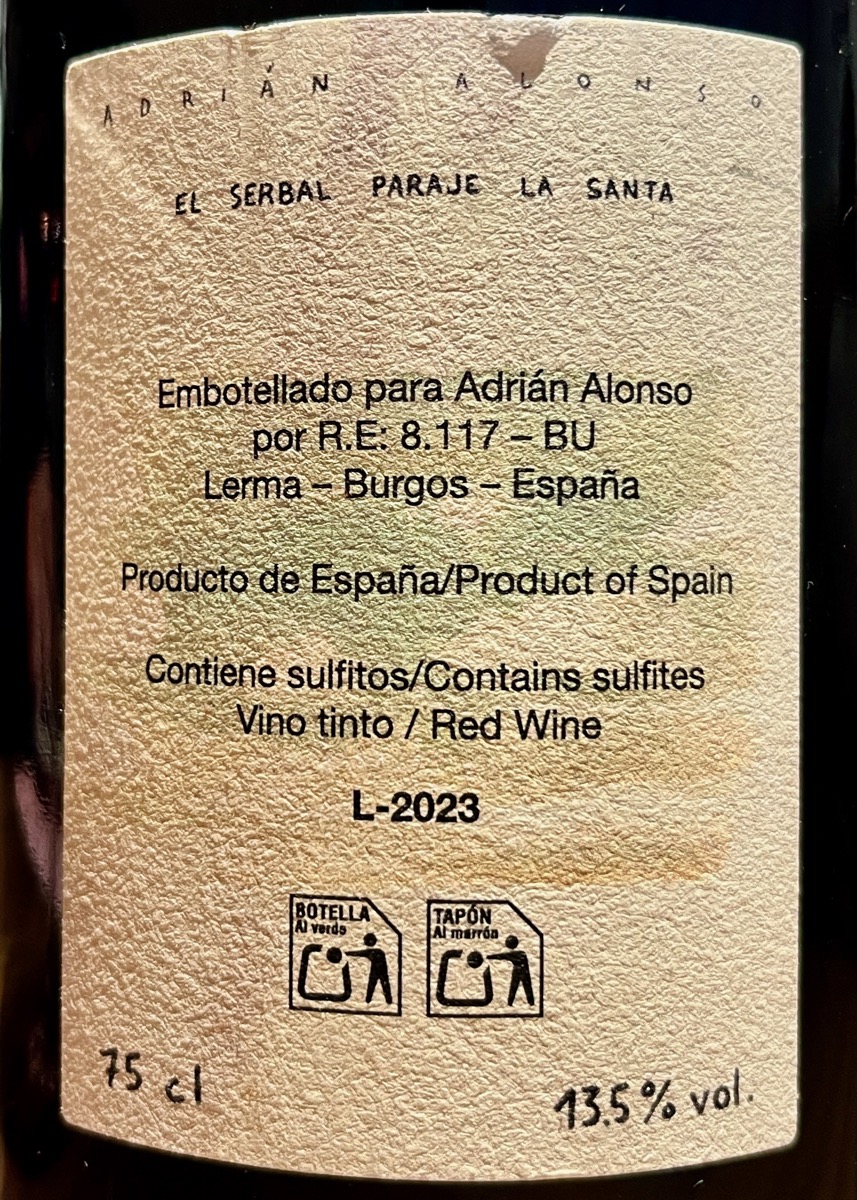 ADRIÁN ALONSO
EL SERBAL PARAJE LA SANTA
Embotellado para Adrián Alonso
por R.E: 8.117 – BU
Lerma – Burgos – España
Producto de España/Product of Spain
Contiene sulfitos/Contains sulfites
Vino tinto / Red Wine
L-2023
BOTELLA
Al verde
TAPÓN
Al marrón
75 cl
13.5% vol.